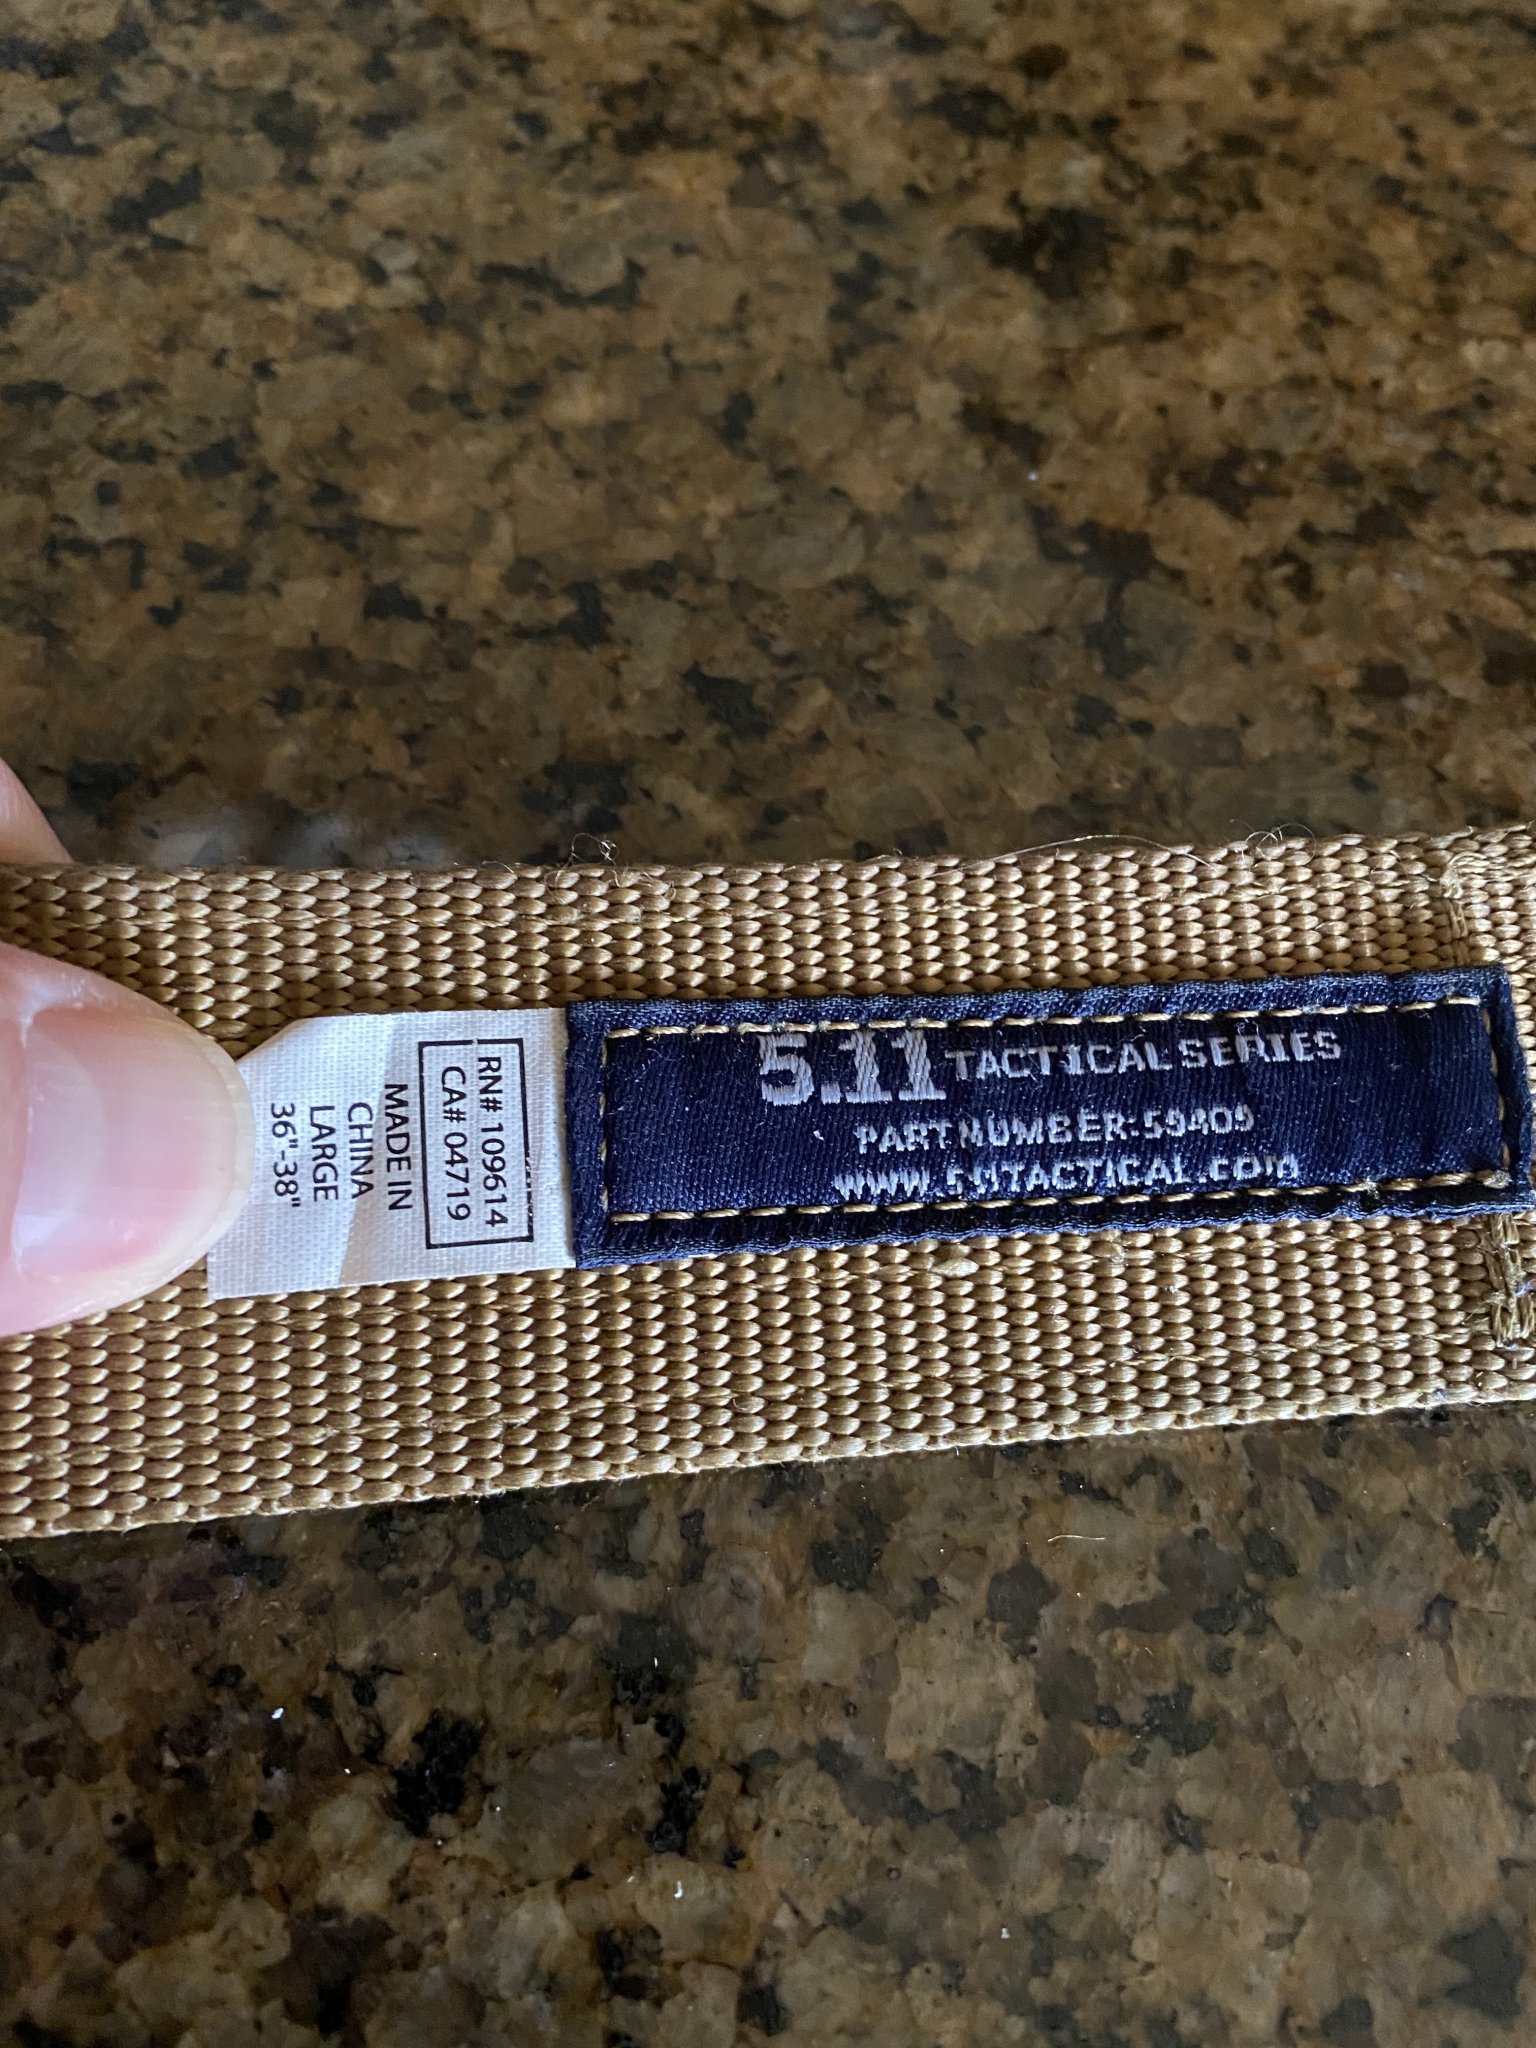 5.11 TACTICAL SERIES
PART NUMBER:59409
WWW.511TACTICAL.COM
RN# 109614
CA# 04719
MADE IN
CHINA
LARGE
36"-38"